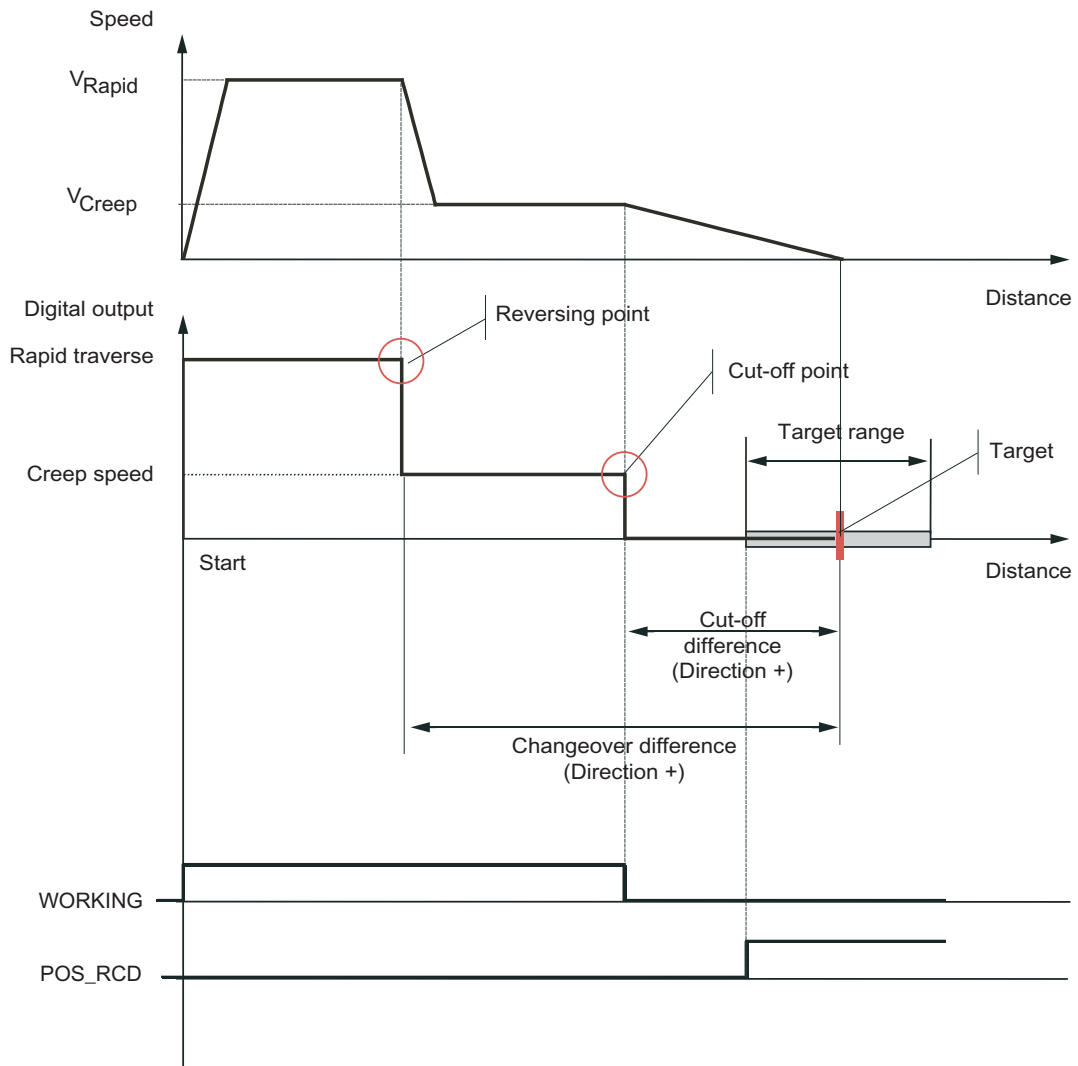 Speed
VRapid
VCreep
Distance
Digital output
Reversing point
Rapid traverse
Cut-off point
Target range
Target
Creep speed
Start
Distance
Cut-off
difference
(Direction +)
Changeover difference
(Direction +)
WORKING
POS_RCD